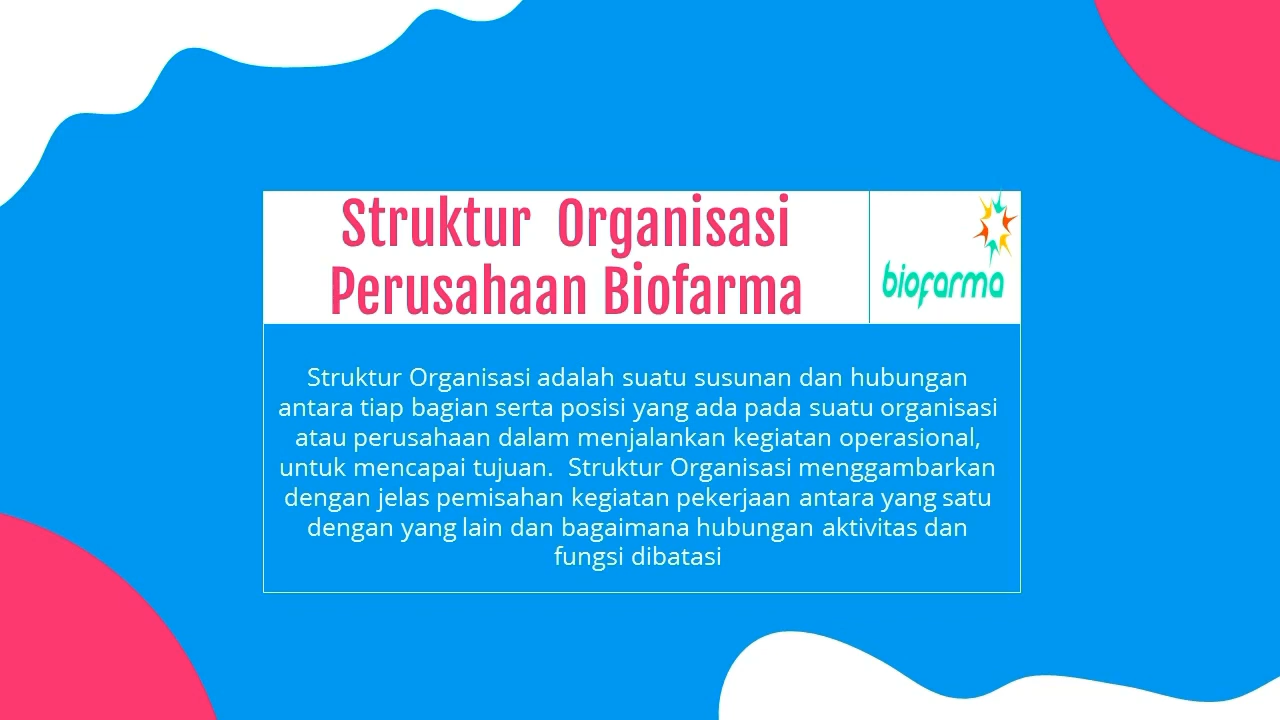 Struktur  Organisasi
Perusahaan Biofarma
biofarma
Struktur Organisasi adalah suatu susunan dan hubungan
antara tiap bagian serta posisi yang ada pada suatu organisasi
atau perusahaan dalam menjalankan kegiatan operasional,
untuk mencapai tujuan.  Struktur Organisasi menggambarkan
dengan jelas pemisahan kegiatan pekerjaan antara yang satu
dengan yang lain dan bagaimana hubungan aktivitas dan
fungsi dibatasi